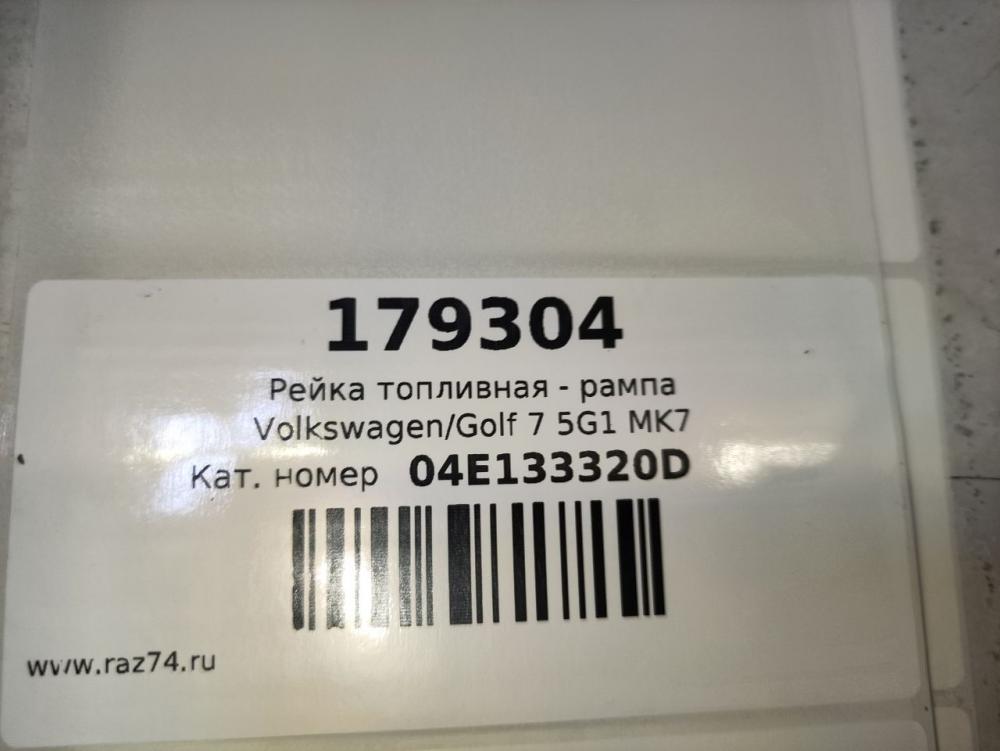 179304
Рейка топливная - рампа
Volkswagen/Golf 7 5G1 MK7
Кат. номер 04E133320D
www.raz74.ru